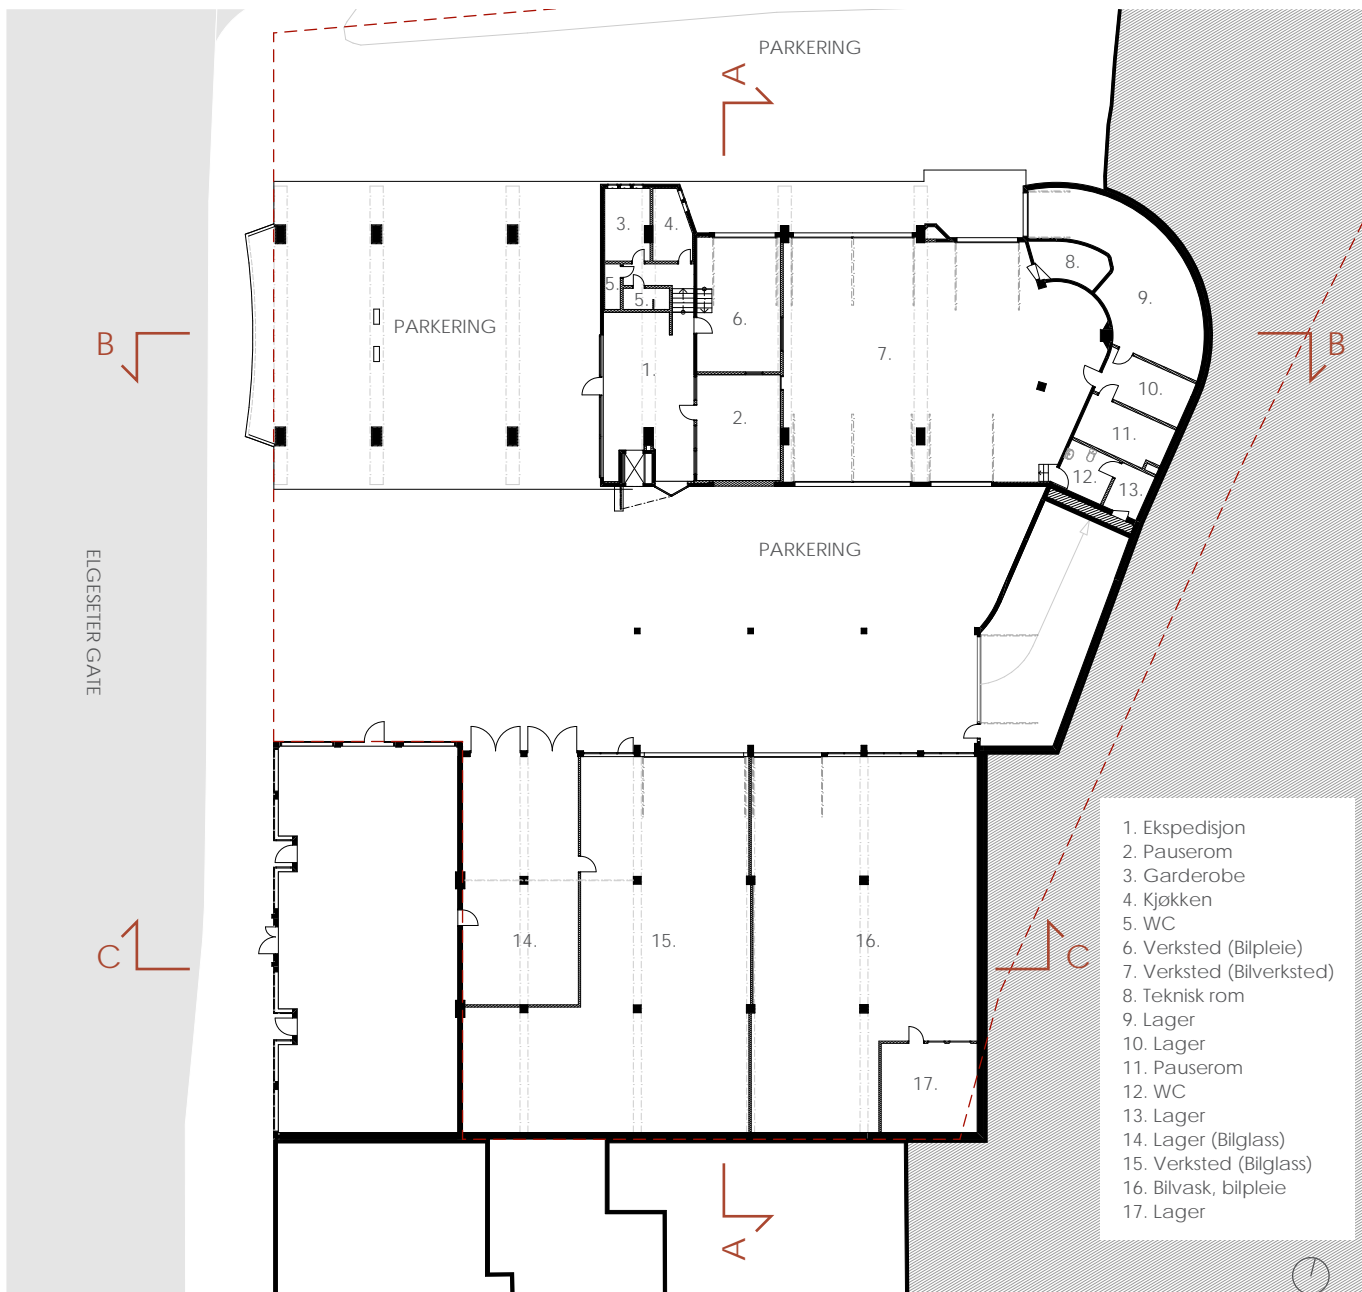 PARKERING
A
3.
4.
8.
5.
5.
9.
6.
B
PARKERING
1.
7.
B
10.
2.
11.
12.
13.
PARKERING
ELGESETER GATE
14.
15.
16.
C
C
17.
A
1. Ekspedisjon
2. Pauserom
3. Garderobe
4. Kjøkken
5. WC
6. Verksted (Bilpleie)
7. Verksted (Bilverksted)
8. Teknisk rom
9. Lager
10. Lager
11. Pauserom
12. WC
13. Lager
14. Lager (Bilglass)
15. Verksted (Bilglass)
16. Bilvask, bilpleie
17. Lager